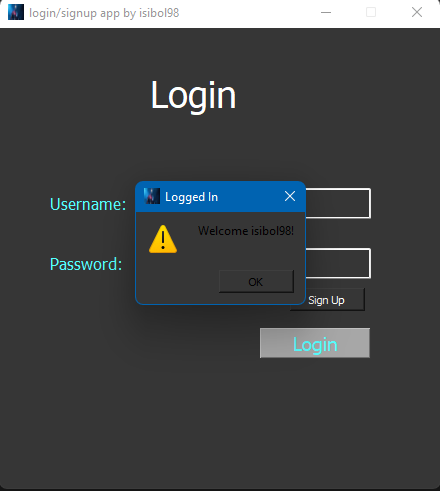 login/signup app by isibol98
Login
Username:
Logged In
Welcome isibol98!
Password:
OK
Sign Up
Login